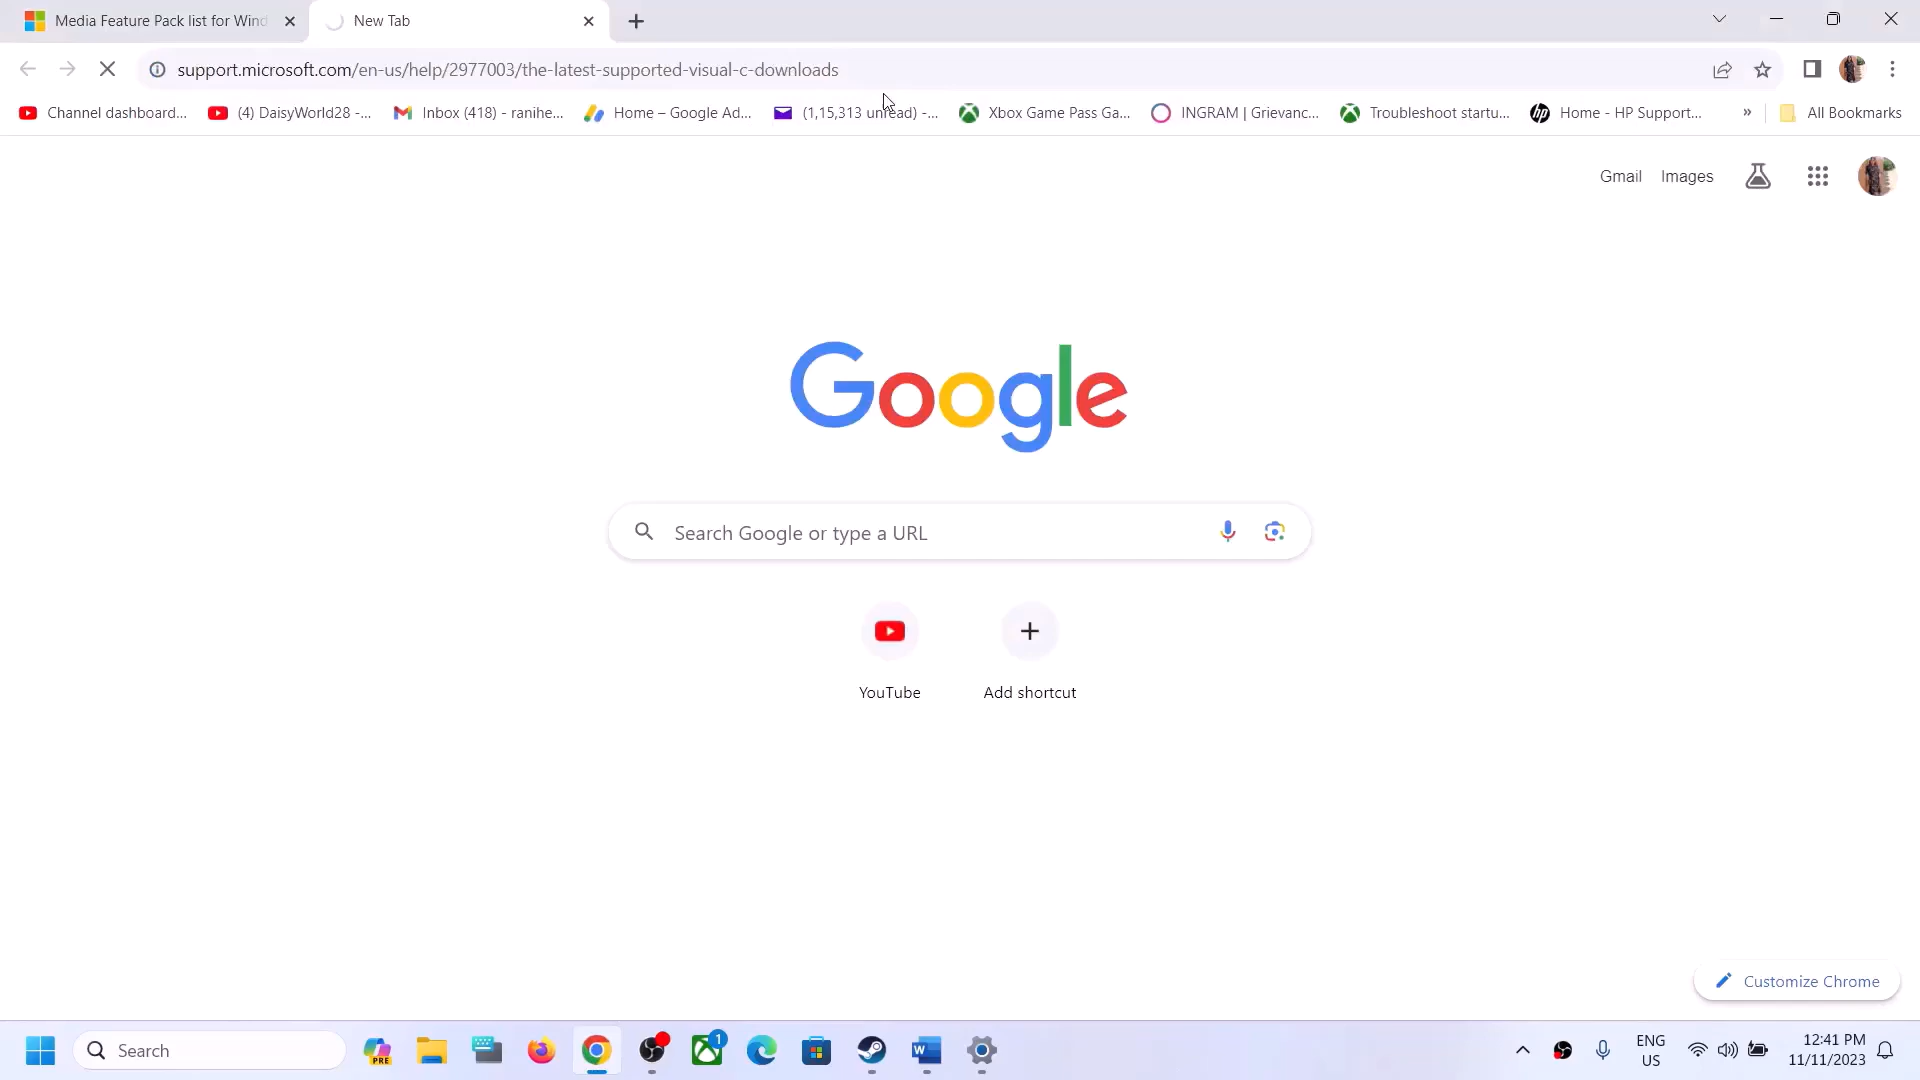 Media Feature Pack list for Wind
New Tab
support.microsoft.com/en-us/help/2977003/the-latest-supported-visual-c-downloads
Channel dashboard...
(4) DaisyWorld28 -...
Inbox (418) - ranihe...
Home – Google Ad...
(1,15,313 unread) -...
Xbox Game Pass Ga...
INGRAM | Grievanc...
Troubleshoot startu...
Home - HP Support...
»
All Bookmarks
Gmail
Images
Google
Search Google or type a URL
YouTube
Add shortcut
Customize Chrome
Search
PRE
1
ENG
US
12:41 PM
11/11/2023